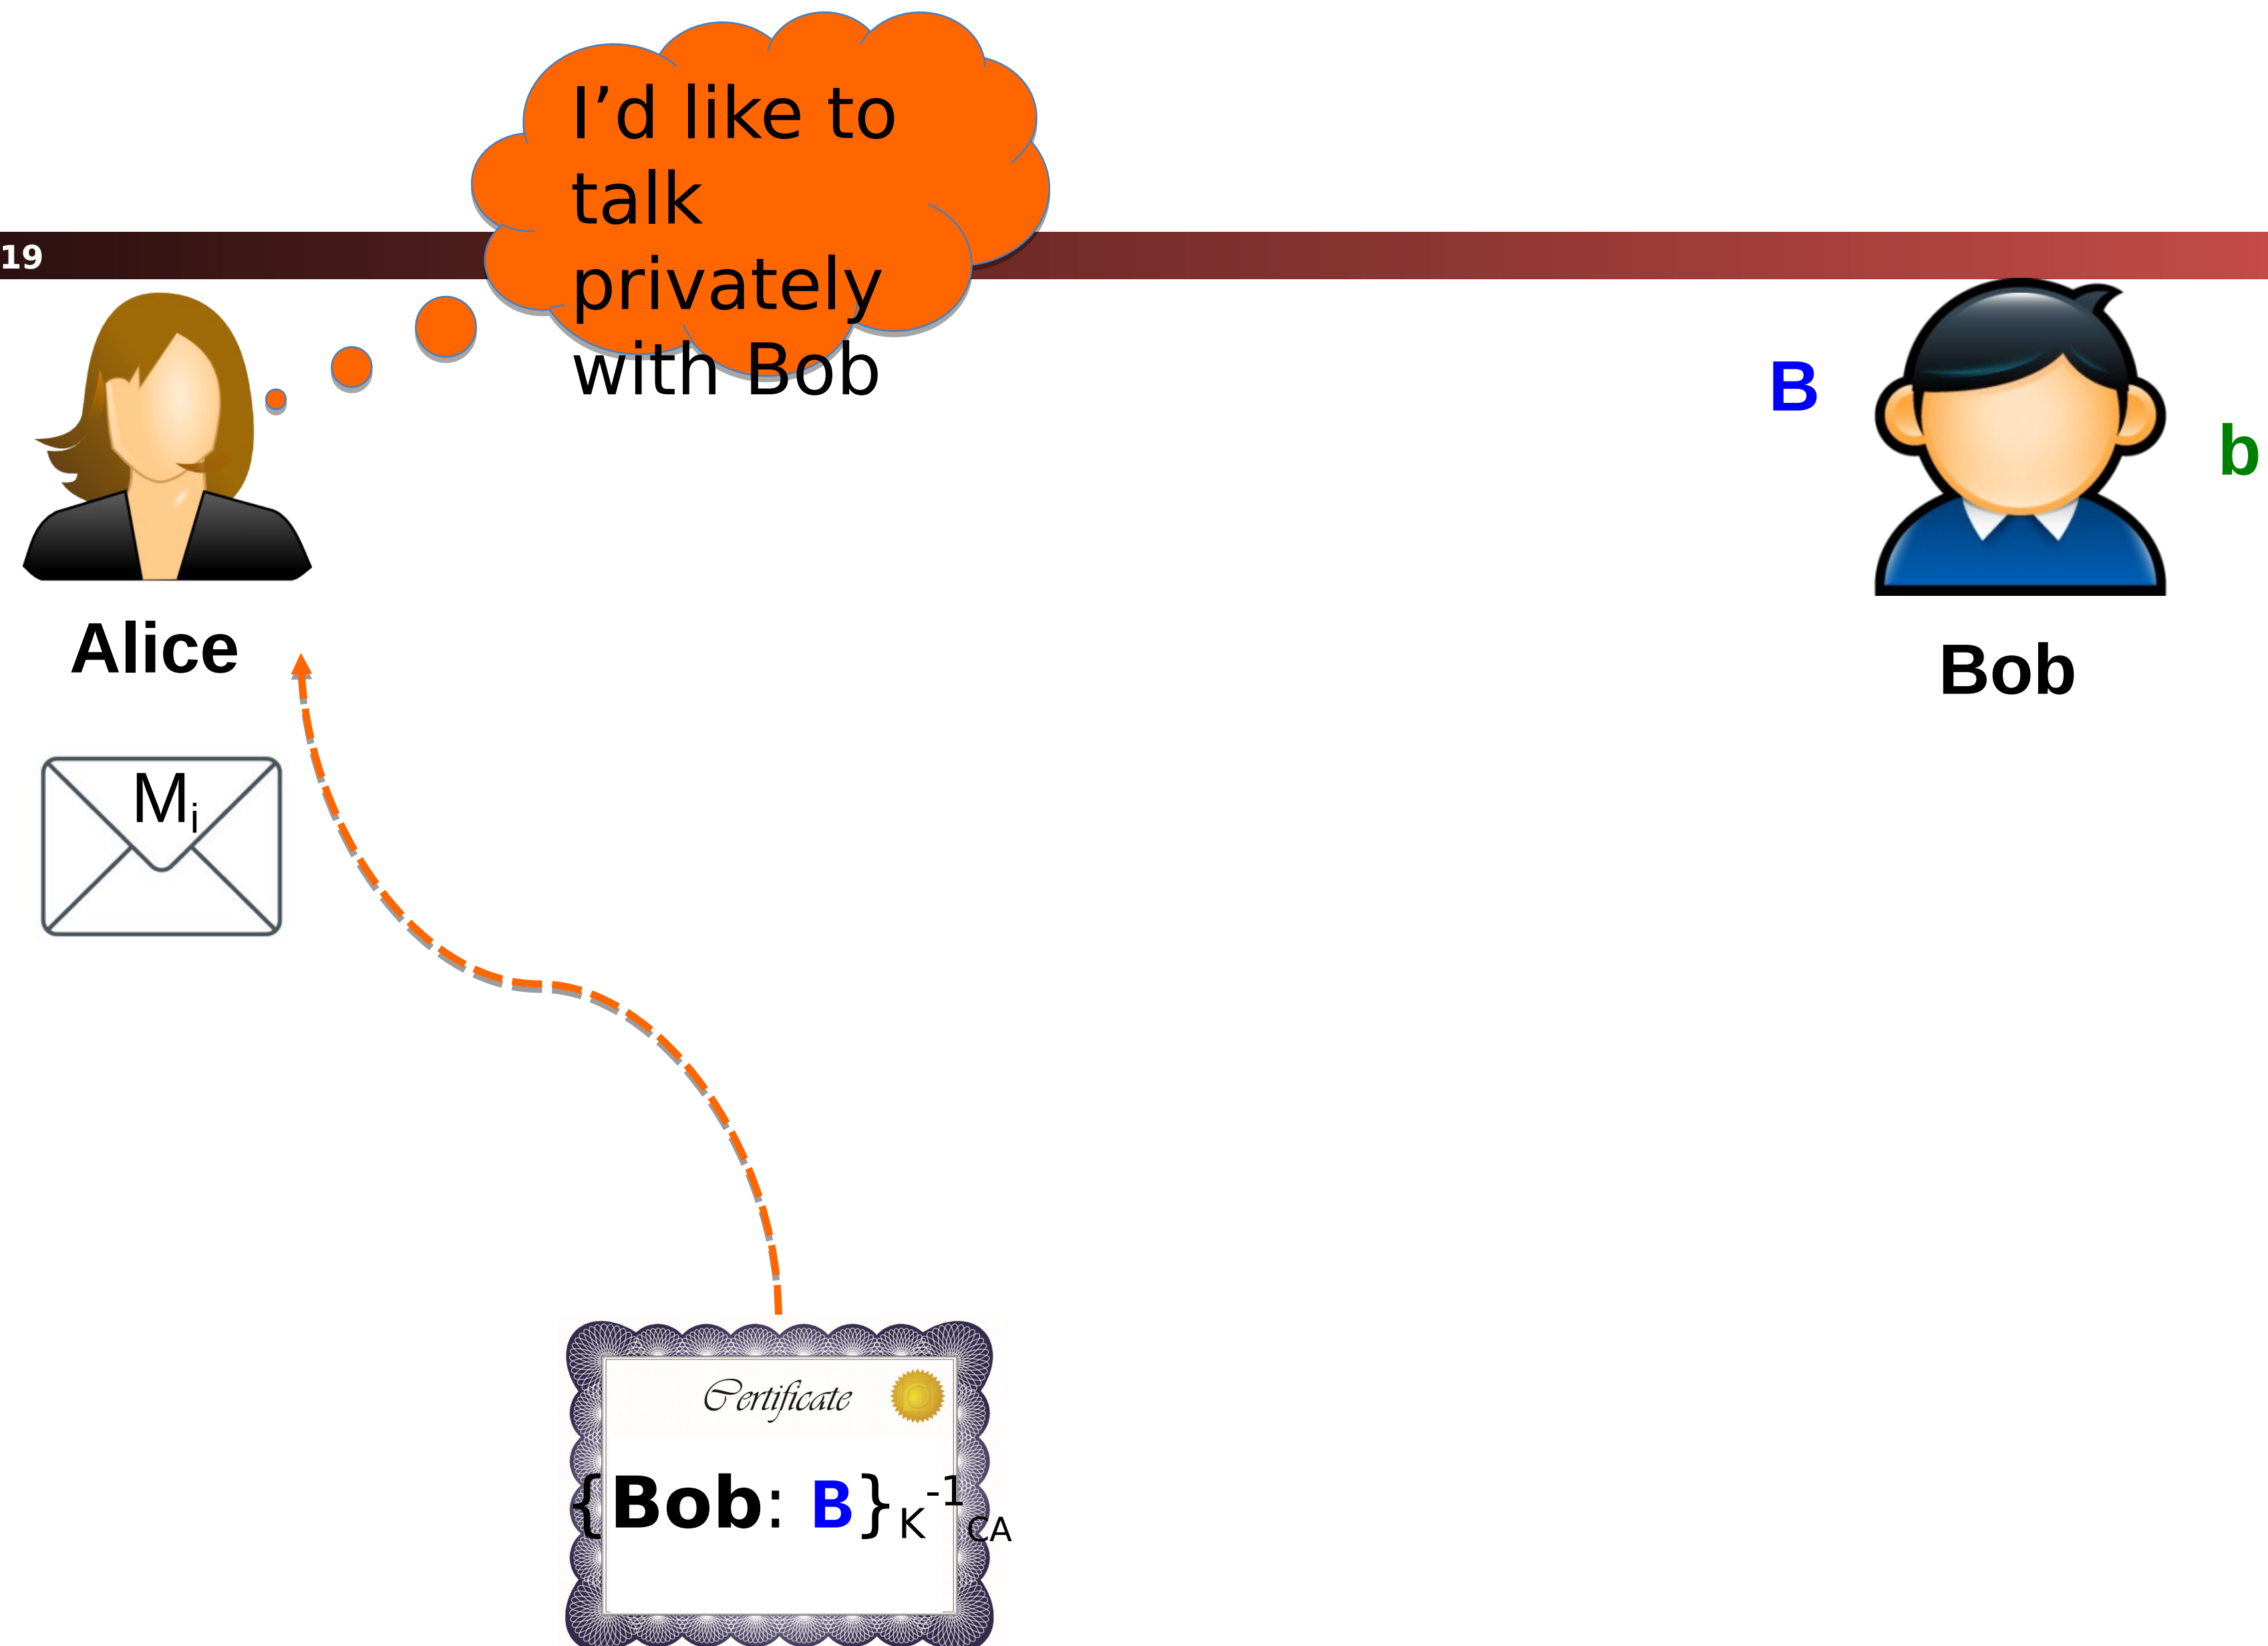 I’d like to
talk
privately
with Bob
19
B
b
Alice
Bob
Mi
Certificate
{Bob: B}K-1CA